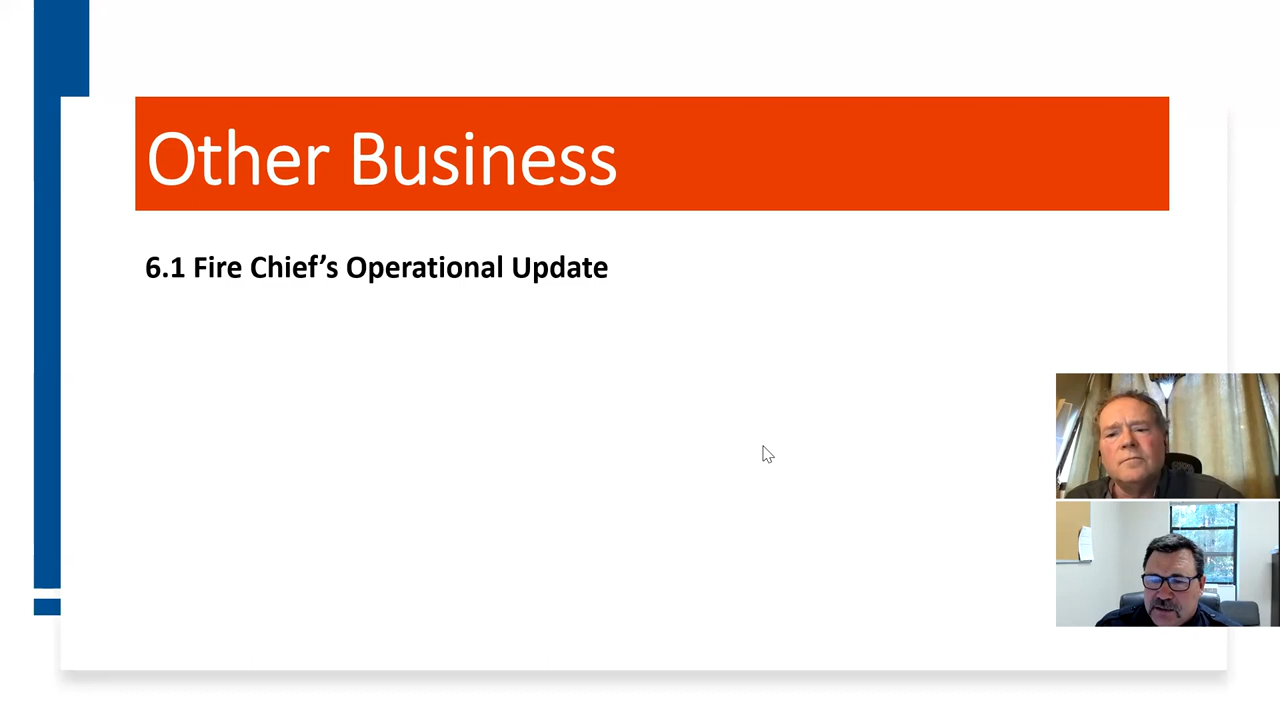 Other Business
6.1 Fire Chief’s Operational Update